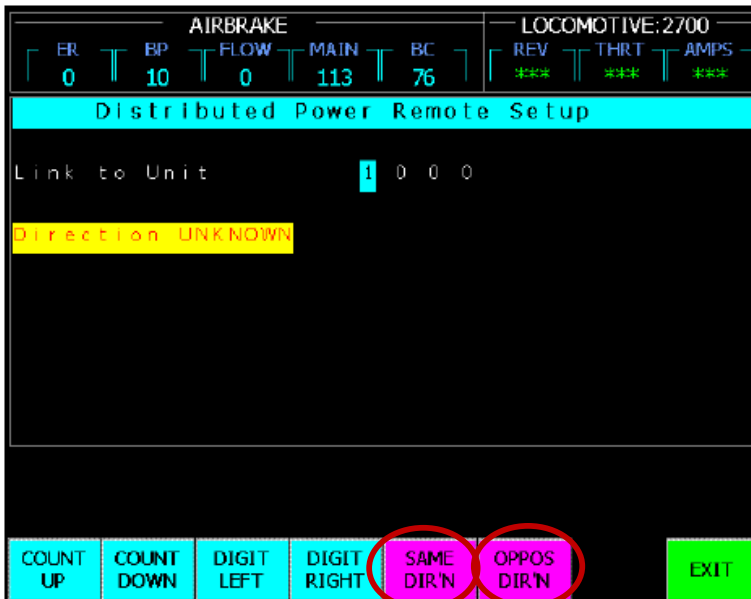 AIRBRAKE LOCOMOTIVE:2700
ER BP FLOW MAIN BC REV THRT AMPS
0 10 0 113 76 *** *** ***
Distributed Power Remote Setup
Link to Unit 1 0 0 0
Direction UNKNOWN
COUNT UP
COUNT DOWN
DIGIT LEFT
DIGIT RIGHT
SAME DIR'N
OPPOS DIR'N
EXIT